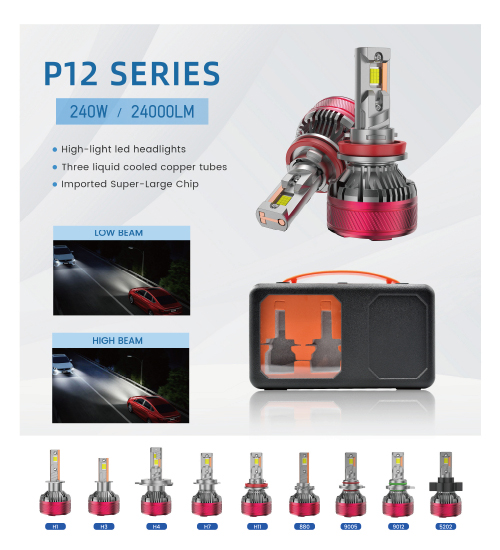 P12 SERIES
240W / 24000LM
High-light led headlights
Three liquid cooled copper tubes
Imported Super-Large Chip
LOW BEAM
HIGH BEAM
H1 H3 H4 H7 H11 880 9005 9012 5202